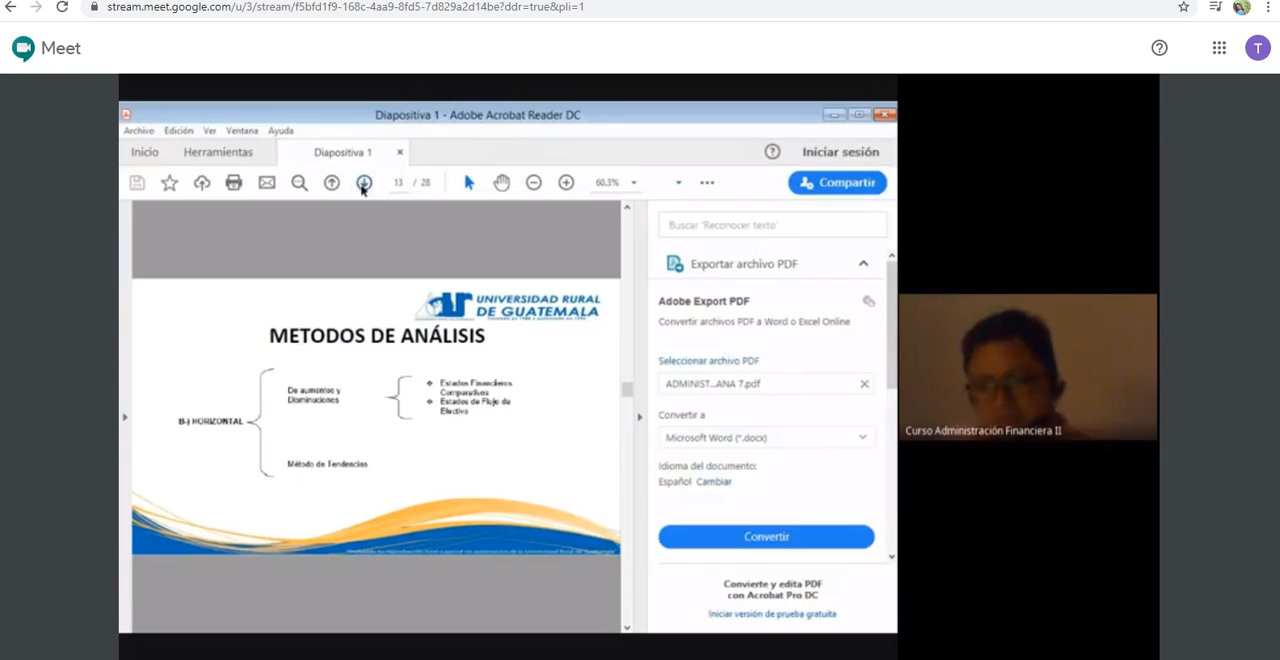 stream.meet.google.com/u/3/stream/f5bfd1f9-168c-4aa9-8fd5-7d829a2d14be?ddr=true&pli=1
Meet
T
Diapositiva 1 - Adobe Acrobat Reader DC
Archivo Edición Ver Ventana Ayuda
Inicio Herramientas Diapositiva 1 Iniciar sesión
13 / 28 60.3% Compartir
UNIVERSIDAD RURAL
DE GUATEMALA
METODOS DE ANÁLISIS
B-) HORIZONTAL
De aumentos y
Disminuciones
Estados Financieros
Comparativos
Estados de Flujo de
Efectivo
Método de Tendencias
Buscar 'Reconocer texto'
Exportar archivo PDF
Adobe Export PDF
Convertir archivos PDF a Word o Excel Online
Seleccionar archivo PDF
ADMINIST...ANA 7.pdf
Convertir a
Microsoft Word (*.docx)
Idioma del documento:
Español Cambiar
Convertir
Convierte y edita PDF
con Acrobat Pro DC
Iniciar versión de prueba gratuita
Curso Administración Financiera II